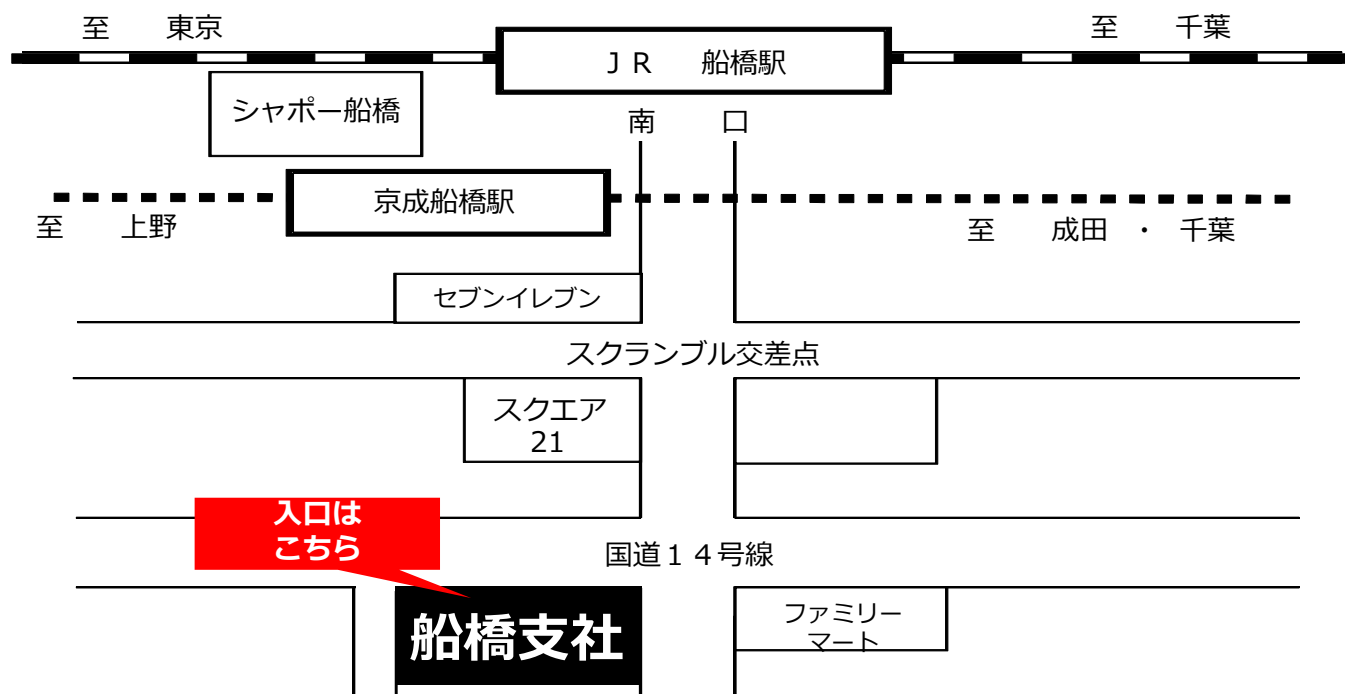 至　東京
ＪＲ　船橋駅
至　千葉
シャポー船橋
南　口
京成船橋駅
至　上野
至　成田 ・ 千葉
セブンイレブン
スクランブル交差点
スクエア
21
入口は
こちら
国道１４号線
船橋支社
ファミリー
マート